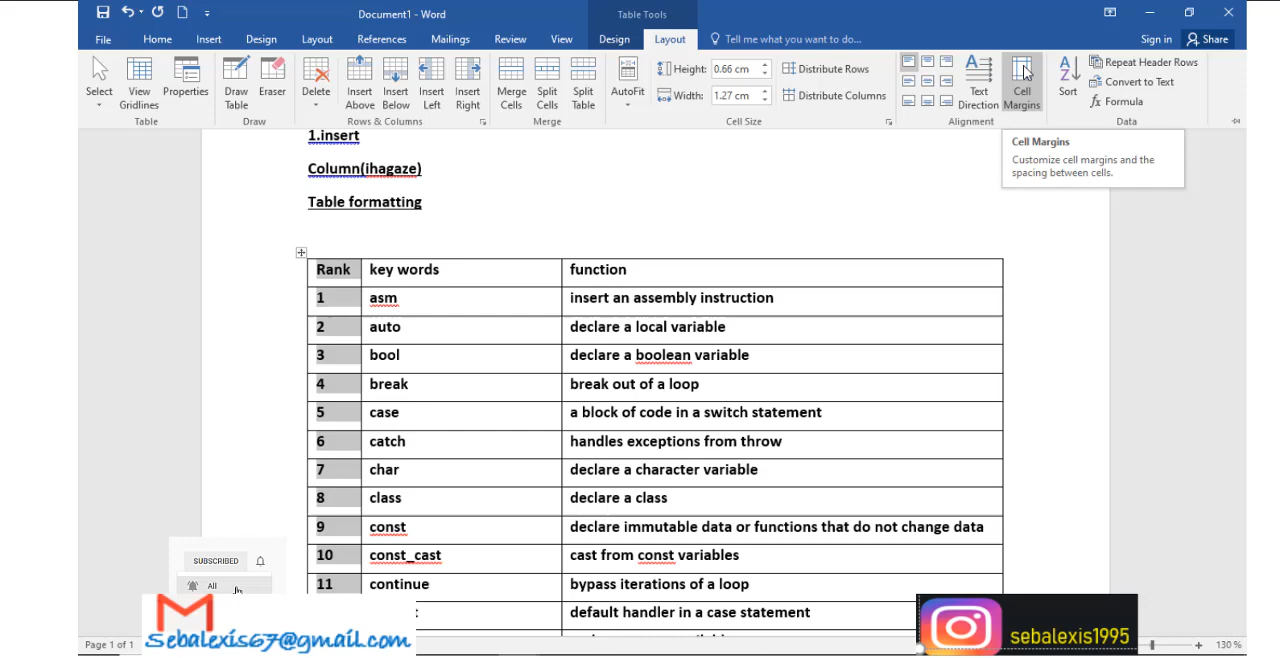 Document1 - Word
Table Tools
File Home Insert Design Layout References Mailings Review View Design Layout Tell me what you want to do... Sign in Share
Select
View Gridlines
Properties
Table
Draw Table
Eraser
Draw
Delete
Insert Above
Insert Below
Insert Left
Insert Right
Rows & Columns
Merge Cells
Split Cells
Split Table
Merge
AutoFit
Height: 0.66 cm
Width: 1.27 cm
Distribute Rows
Distribute Columns
Cell Size
Text Direction
Cell Margins
Alignment
Sort
Repeat Header Rows
Convert to Text
Formula
Data
Cell Margins
Customize cell margins and the
spacing between cells.
1.insert
Column(ihagaze)
Table formatting
Rank key words function
1 asm insert an assembly instruction
2 auto declare a local variable
3 bool declare a boolean variable
4 break break out of a loop
5 case a block of code in a switch statement
6 catch handles exceptions from throw
7 char declare a character variable
8 class declare a class
9 const declare immutable data or functions that do not change data
10 const_cast cast from const variables
11 continue bypass iterations of a loop
default handler in a case statement
SUBSCRIBED
All
sebalexis67@gmail.com
sebalexis1995
Page 1 of 1
130 %